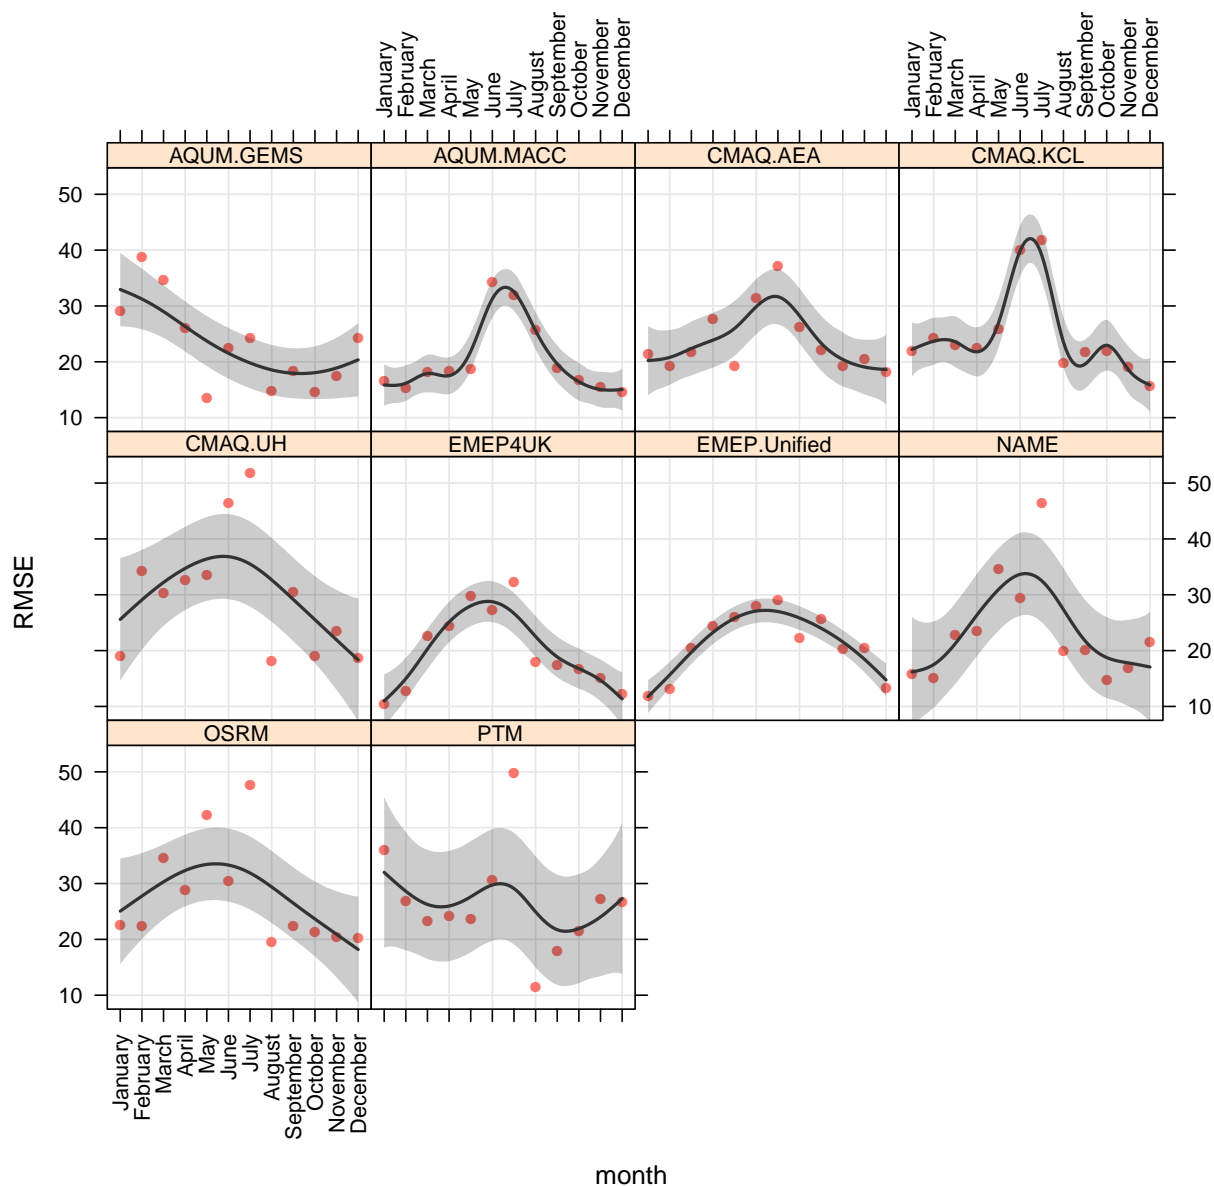 January
February
March
April
May
June
July
August
September
October
November
December
January
February
March
April
May
June
July
August
September
October
November
December
AQUM.GEMS
AQUM.MACC
CMAQ.AEA
CMAQ.KCL
50
40
30
20
10
CMAQ.UH
EMEP4UK
EMEP.Unified
NAME
50
40
30
20
10
RMSE
OSRM
PTM
50
40
30
20
10
January
February
March
April
May
June
July
August
September
October
November
December
month